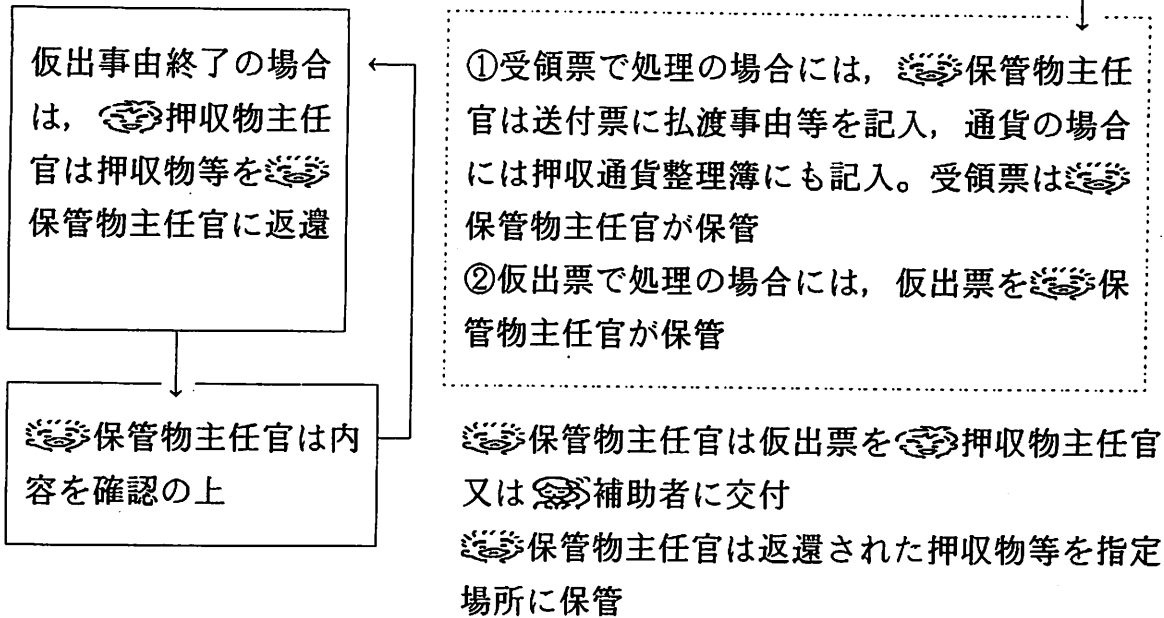 仮出事由終了の場合
は，押収物主任
官は押収物等を
保管物主任官に返還
保管物主任官は内
容を確認の上
①受領票で処理の場合には，保管物主任
官は送付票に払渡事由等を記入，通貨の場合
には押収通貨整理簿にも記入。受領票は
保管物主任官が保管
②仮出票で処理の場合には，仮出票を保
管物主任官が保管
保管物主任官は仮出票を押収物主任官
又は補助者に交付
保管物主任官は返還された押収物等を指定
場所に保管